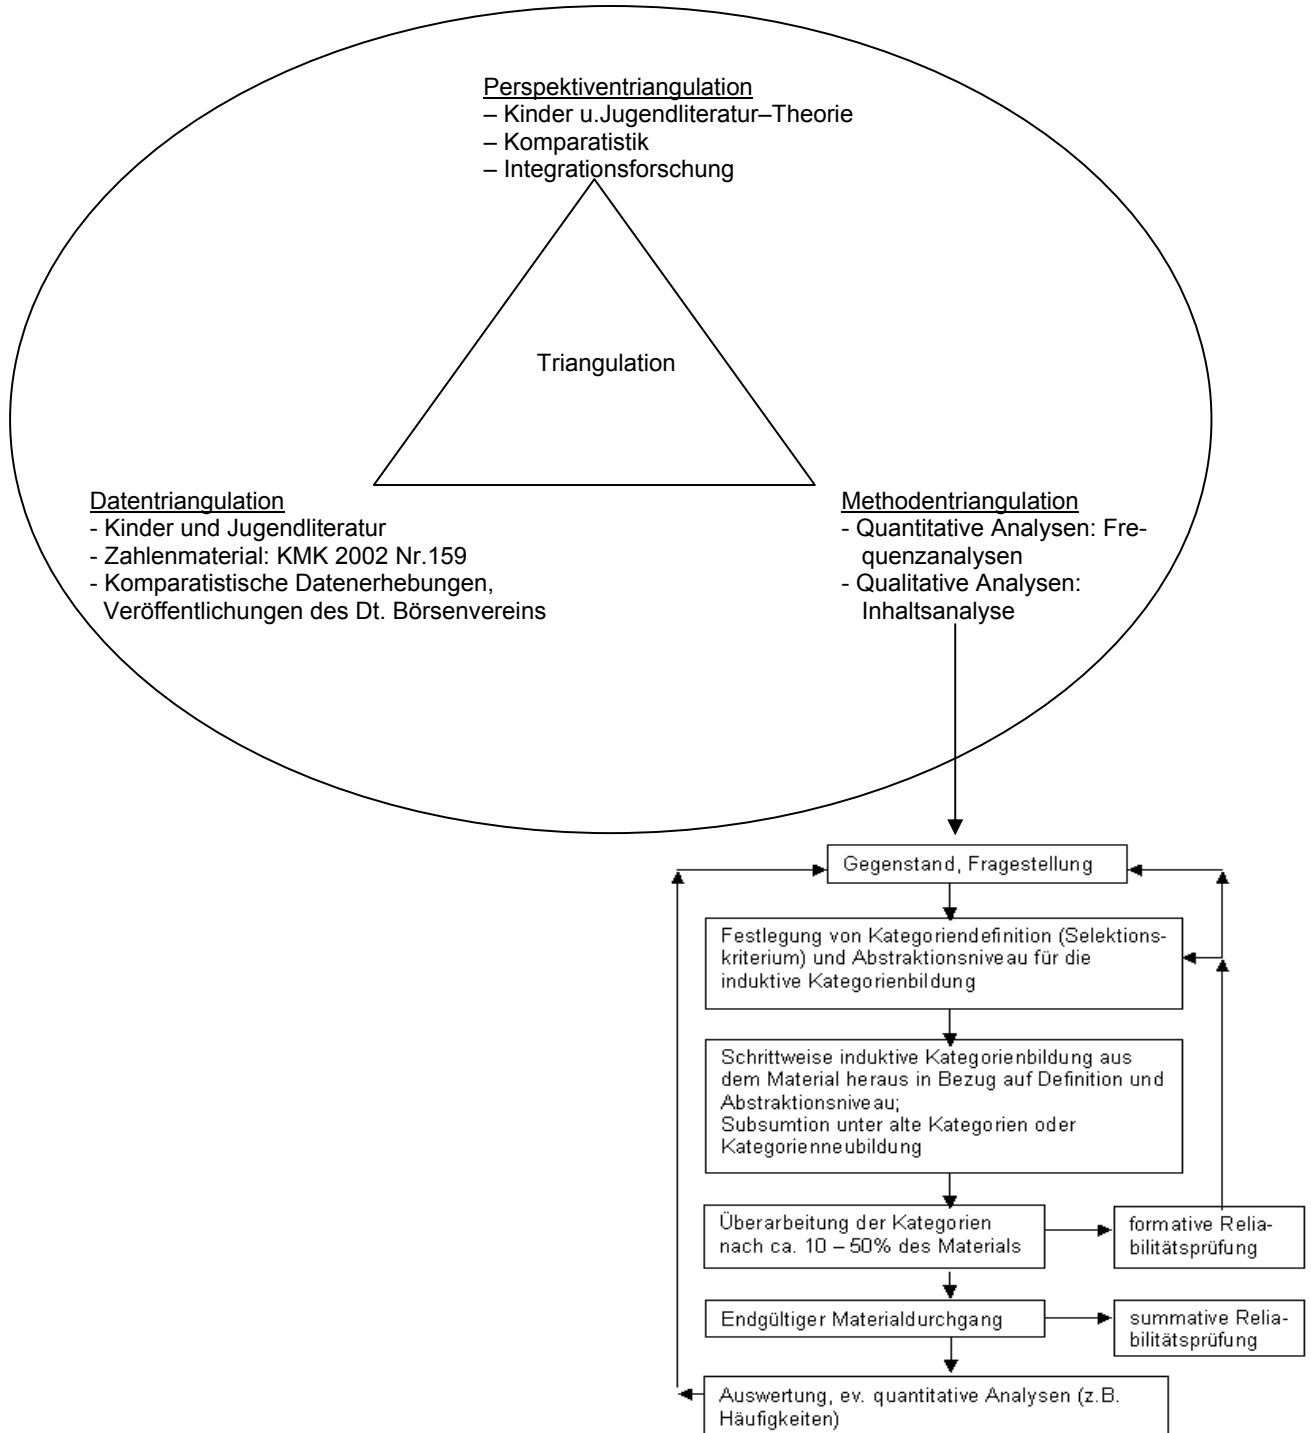 Perspektiventriangulation
– Kinder u.Jugendliteratur–Theorie
– Komparatistik
– Integrationsforschung
Triangulation
Datentriangulation
- Kinder und Jugendliteratur
- Zahlenmaterial: KMK 2002 Nr.159
- Komparatistische Datenerhebungen,
Veröffentlichungen des Dt. Börsenvereins
Methodentriangulation
- Quantitative Analysen: Fre-
quenzanalysen
- Qualitative Analysen:
Inhaltsanalyse
Gegenstand, Fragestellung
Festlegung von Kategoriendefinition (Selektions-
kriterium) und Abstraktionsniveau für die
induktive Kategorienbildung
Schrittweise induktive Kategorienbildung aus
dem Material heraus in Bezug auf Definition und
Abstraktionsniveau;
Subsumtion unter alte Kategorien oder
Kategorienneubildung
Überarbeitung der Kategorien
nach ca. 10 – 50% des Materials
formative Relia-
bilitätsprüfung
Endgültiger Materialdurchgang
summative Relia-
bilitätsprüfung
Auswertung, ev. quantitative Analysen (z.B.
Häufigkeiten)